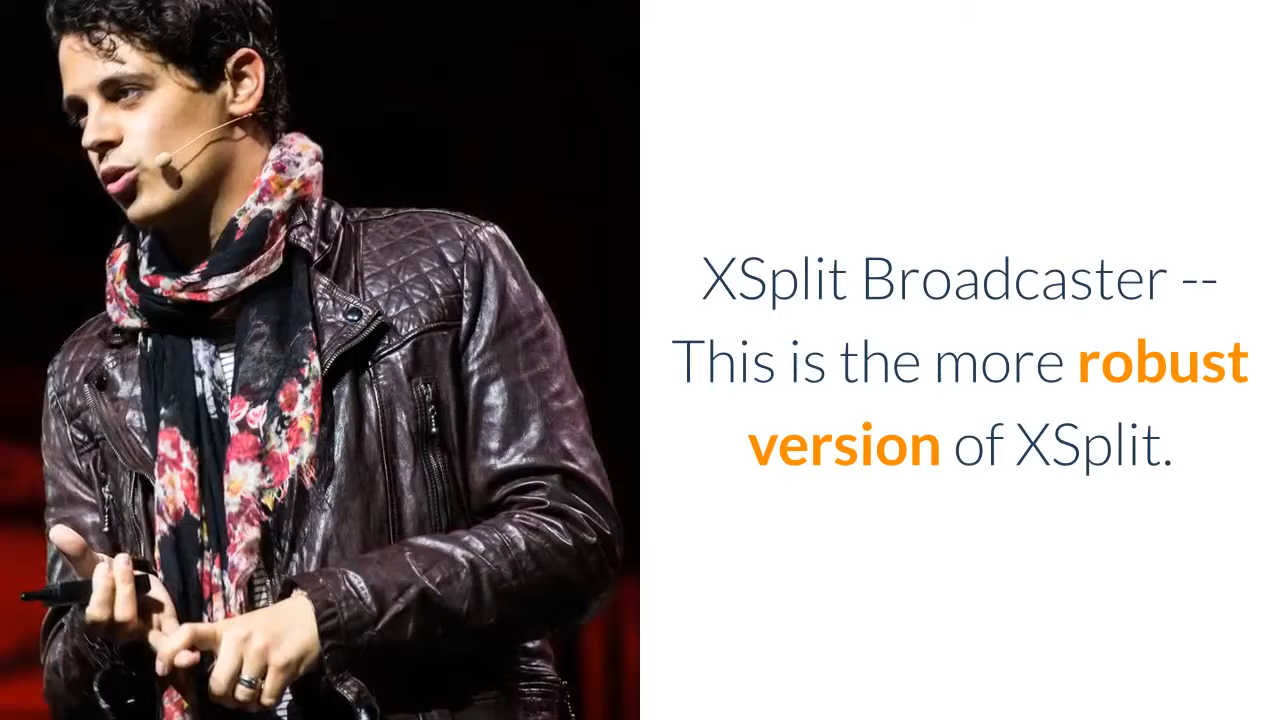 XSplit Broadcaster --
This is the more robust
version of XSplit.